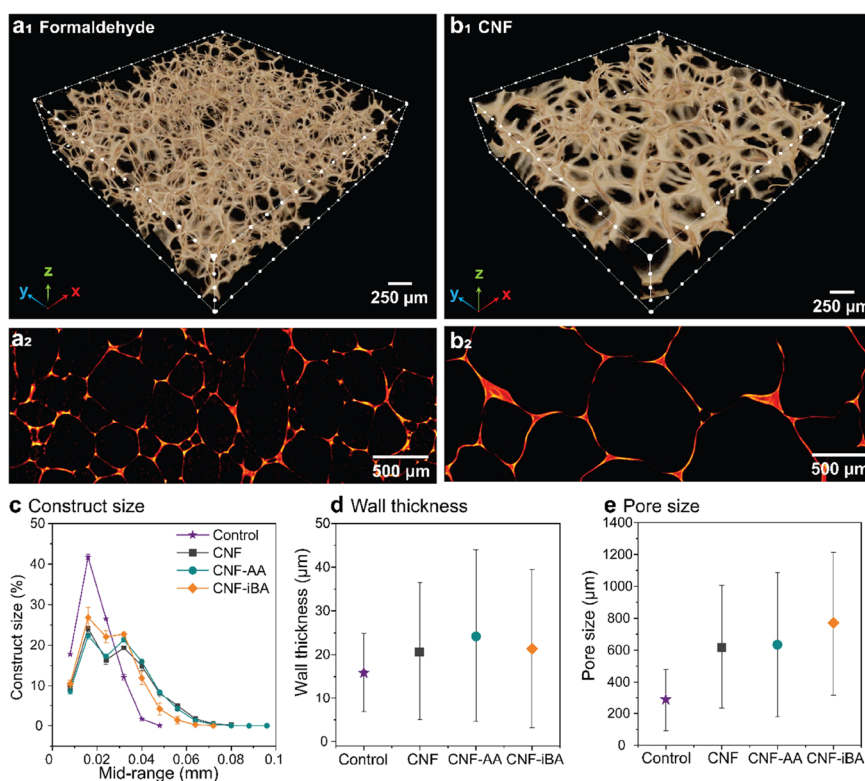 a₁ Formaldehyde
b₁ CNF
z
y
x
250 µm
z
y
x
250 µm
a₂
500 µm
b₂
500 µm
c Construct size
Construct size (%)
50
40
30
20
10
0
0
0.02
0.04
0.06
0.08
0.1
Mid-range (mm)
Control
CNF
CNF-AA
CNF-iBA
d Wall thickness
Wall thickness (µm)
50
40
30
20
10
0
Control
CNF
CNF-AA
CNF-iBA
e Pore size
Pore size (µm)
1400
1200
1000
800
600
400
200
0
Control
CNF
CNF-AA
CNF-iBA